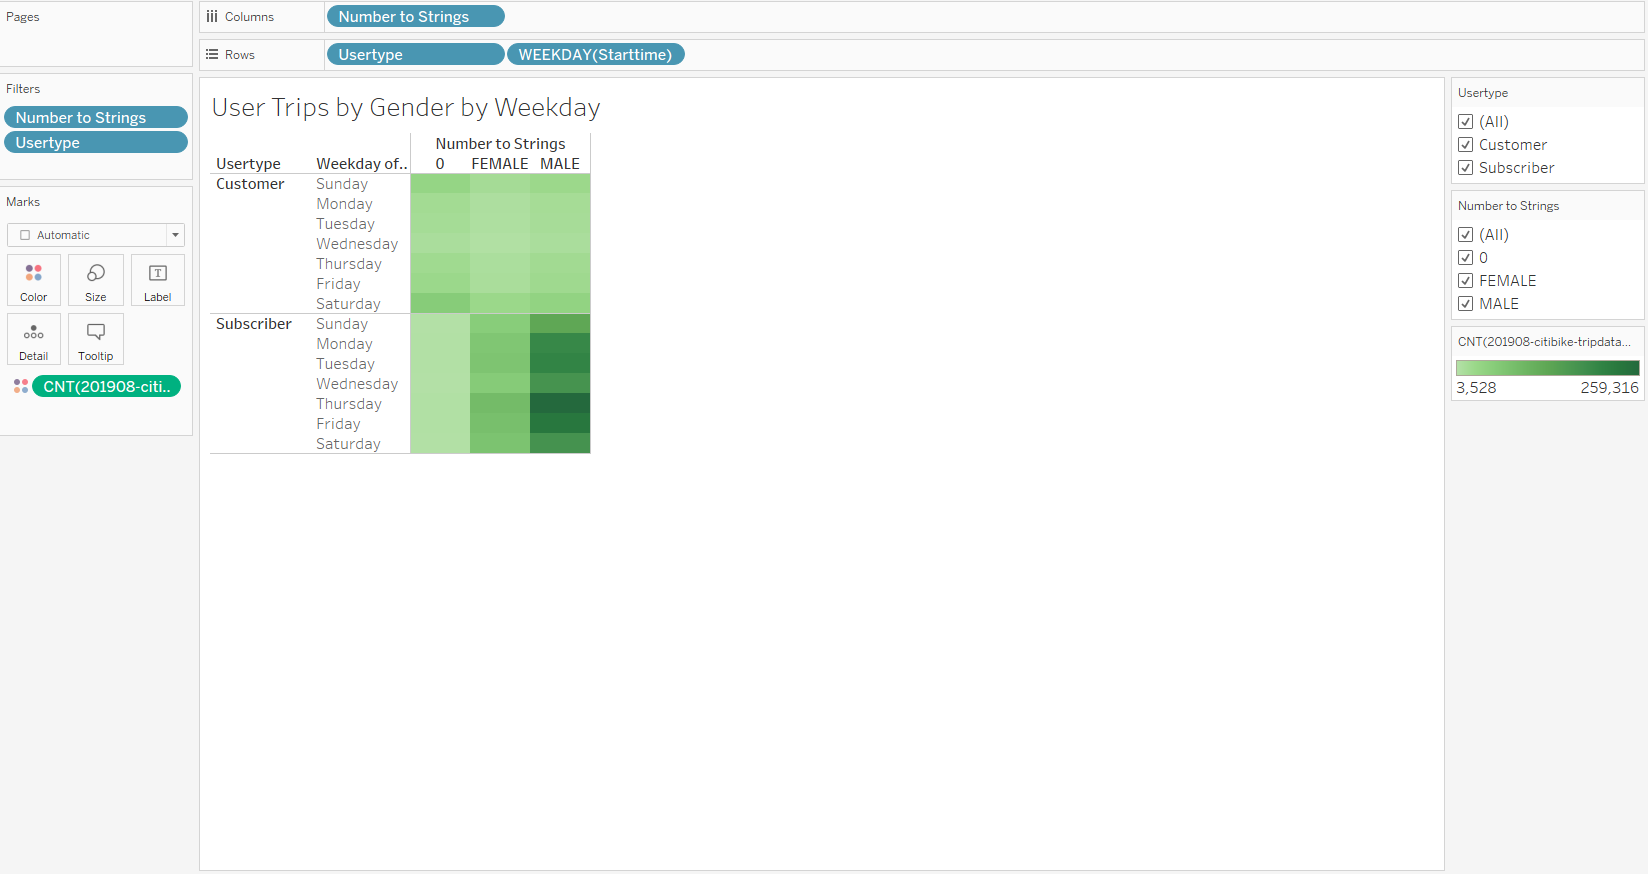 Pages
Columns
Number to Strings
Rows
Usertype
WEEKDAY(Starttime)
Filters
Number to Strings
Usertype
Marks
Automatic
Color
Size
Label
Detail
Tooltip
CNT(201908-citi..
User Trips by Gender by Weekday
Number to Strings
Usertype Weekday of.. 0 FEMALE MALE
Customer Sunday
Monday
Tuesday
Wednesday
Thursday
Friday
Saturday
Subscriber Sunday
Monday
Tuesday
Wednesday
Thursday
Friday
Saturday
Usertype
(All)
Customer
Subscriber
Number to Strings
(All)
0
FEMALE
MALE
CNT(201908-citibike-tripdata...
3,528 259,316